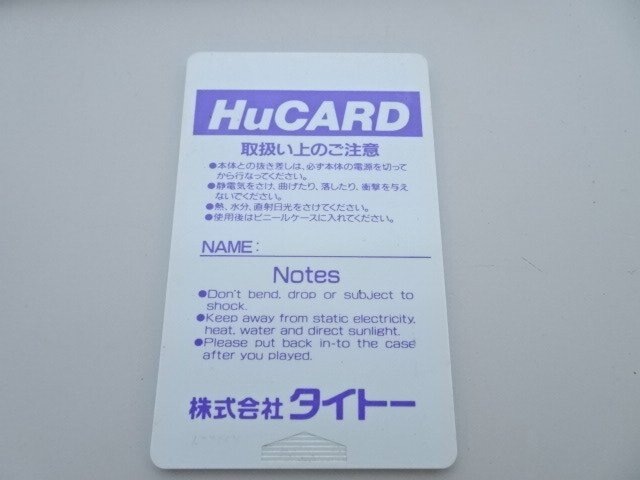 HuCARD
取扱い上のご注意
●本体との抜き差しは、必ず本体の電源を切って
から行なってください。
●静電気をさけ、曲げたり、落したり、衝撃を与え
ないでください。
●熱、水分、直射日光をさけてください。
●使用後はビニールケースに入れてください。
NAME:
Notes
●Don't bend, drop or subject to
shock.
●Keep away from static electricity,
heat, water and direct sunlight.
●Please put back in-to the case
after you played.
株式会社 タイトー